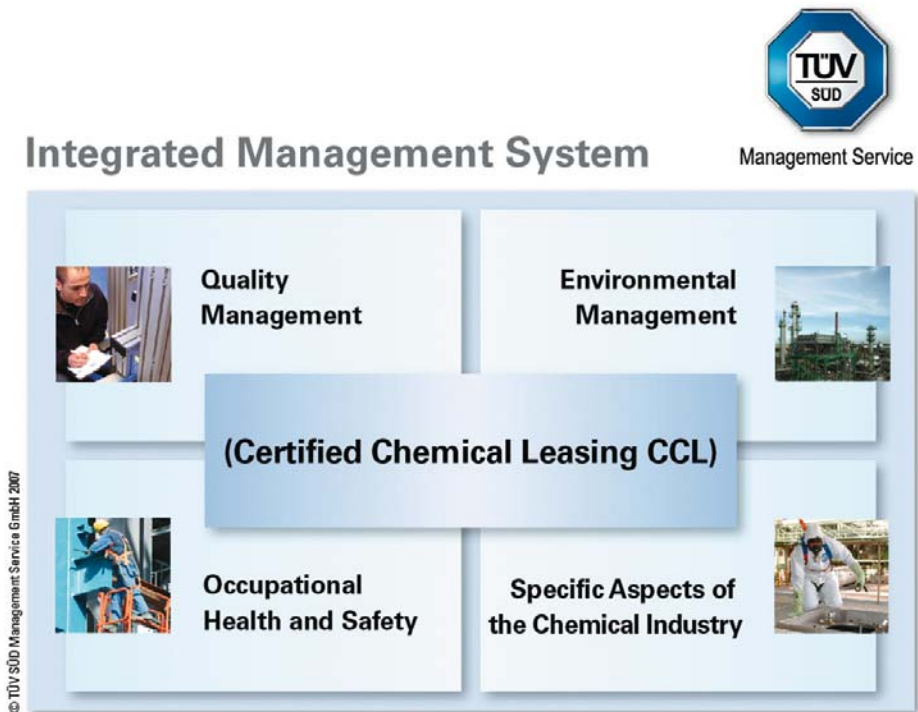 TÜV
SÜD
Management Service
Integrated Management System
Quality
Management
Environmental
Management
(Certified Chemical Leasing CCL)
Occupational
Health and Safety
Specific Aspects of
the Chemical Industry
© TÜV SÜD Management Service GmbH 2007